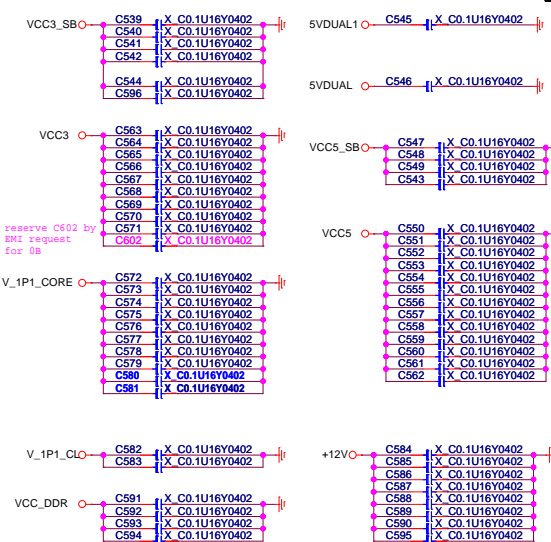 VCC3_SB C539 X_C0.1U16Y0402
C540 X_C0.1U16Y0402
C541 X_C0.1U16Y0402
C542 X_C0.1U16Y0402
C544 X_C0.1U16Y0402
C596 X_C0.1U16Y0402
5VDUAL1 C545 X_C0.1U16Y0402
5VDUAL C546 X_C0.1U16Y0402
VCC3 C563 X_C0.1U16Y0402
C564 X_C0.1U16Y0402
C565 X_C0.1U16Y0402
C566 X_C0.1U16Y0402
C567 X_C0.1U16Y0402
C568 X_C0.1U16Y0402
C569 X_C0.1U16Y0402
C570 X_C0.1U16Y0402
C571 X_C0.1U16Y0402
C602 X_C0.1U16Y0402
reserve C602 by
EMI request
for 0B
VCC5_SB C547 X_C0.1U16Y0402
C548 X_C0.1U16Y0402
C549 X_C0.1U16Y0402
C543 X_C0.1U16Y0402
VCC5 C550 X_C0.1U16Y0402
C551 X_C0.1U16Y0402
C552 X_C0.1U16Y0402
C553 X_C0.1U16Y0402
C554 X_C0.1U16Y0402
C555 X_C0.1U16Y0402
C556 X_C0.1U16Y0402
C557 X_C0.1U16Y0402
C558 X_C0.1U16Y0402
C559 X_C0.1U16Y0402
C560 X_C0.1U16Y0402
C561 X_C0.1U16Y0402
C562 X_C0.1U16Y0402
V_1P1_CORE C572 X_C0.1U16Y0402
C573 X_C0.1U16Y0402
C574 X_C0.1U16Y0402
C575 X_C0.1U16Y0402
C576 X_C0.1U16Y0402
C577 X_C0.1U16Y0402
C578 X_C0.1U16Y0402
C579 X_C0.1U16Y0402
C580 X_C0.1U16Y0402
C581 X_C0.1U16Y0402
V_1P1_CL C582 X_C0.1U16Y0402
C583 X_C0.1U16Y0402
VCC_DDR C591 X_C0.1U16Y0402
C592 X_C0.1U16Y0402
C593 X_C0.1U16Y0402
C594 X_C0.1U16Y0402
+12V C584 X_C0.1U16Y0402
C585 X_C0.1U16Y0402
C586 X_C0.1U16Y0402
C587 X_C0.1U16Y0402
C588 X_C0.1U16Y0402
C589 X_C0.1U16Y0402
C590 X_C0.1U16Y0402
C595 X_C0.1U16Y0402